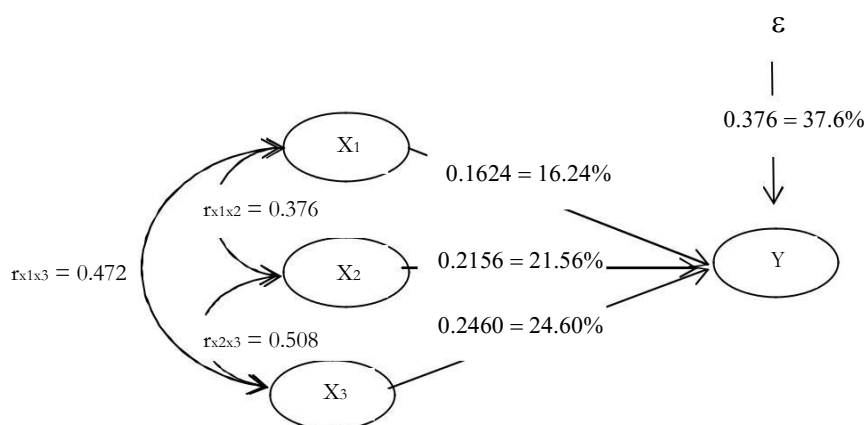 ε
0.376 = 37.6%
X1
0.1624 = 16.24%
rx1x2 = 0.376
Y
rx1x3 = 0.472
X2
0.2156 = 21.56%
rx2x3 = 0.508
0.2460 = 24.60%
X3